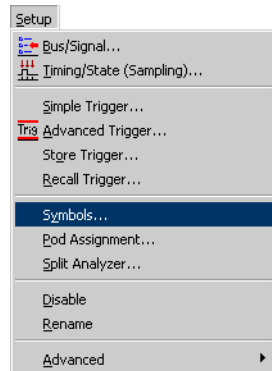 Setup
Bus/Signal...
Timing/State (Sampling)...
Simple Trigger...
Trig Advanced Trigger...
Store Trigger...
Recall Trigger...
Symbols...
Pod Assignment...
Split Analyzer...
Disable
Rename
Advanced